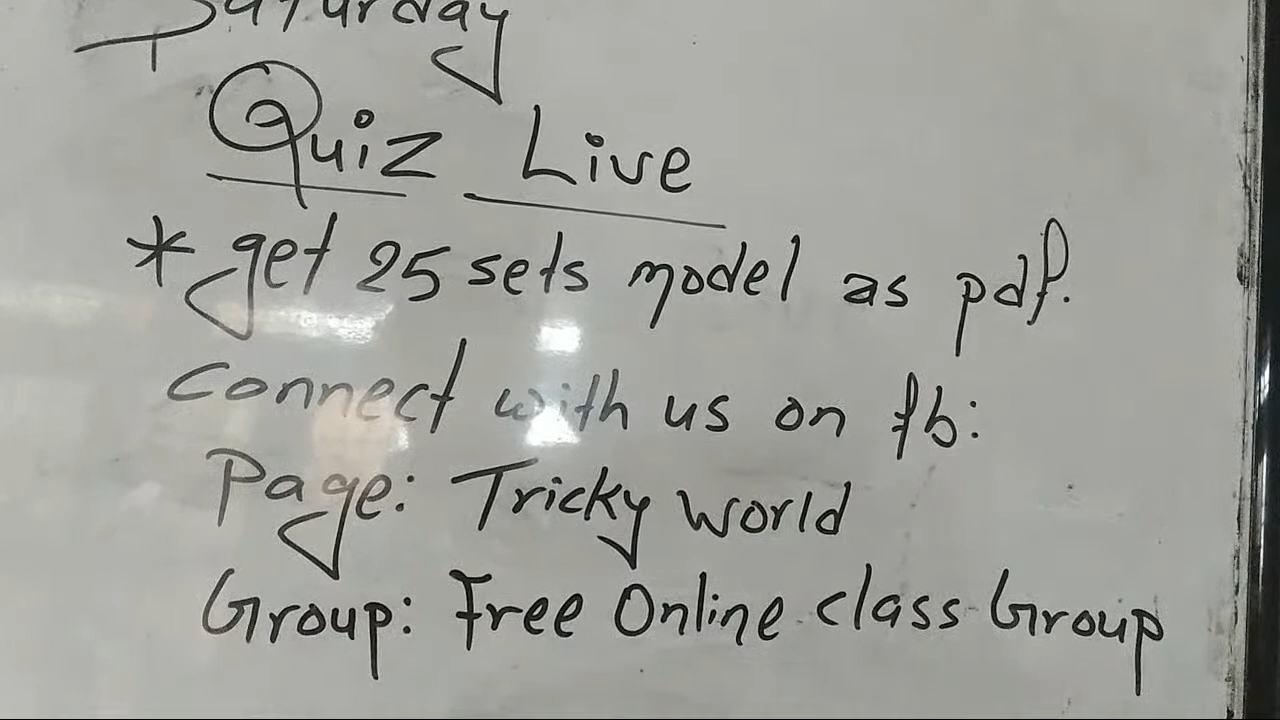 Saturday
Quiz Live
* get 25 sets model as pdf.
connect with us on fb:
Page: Tricky world
Group: Free Online class Group